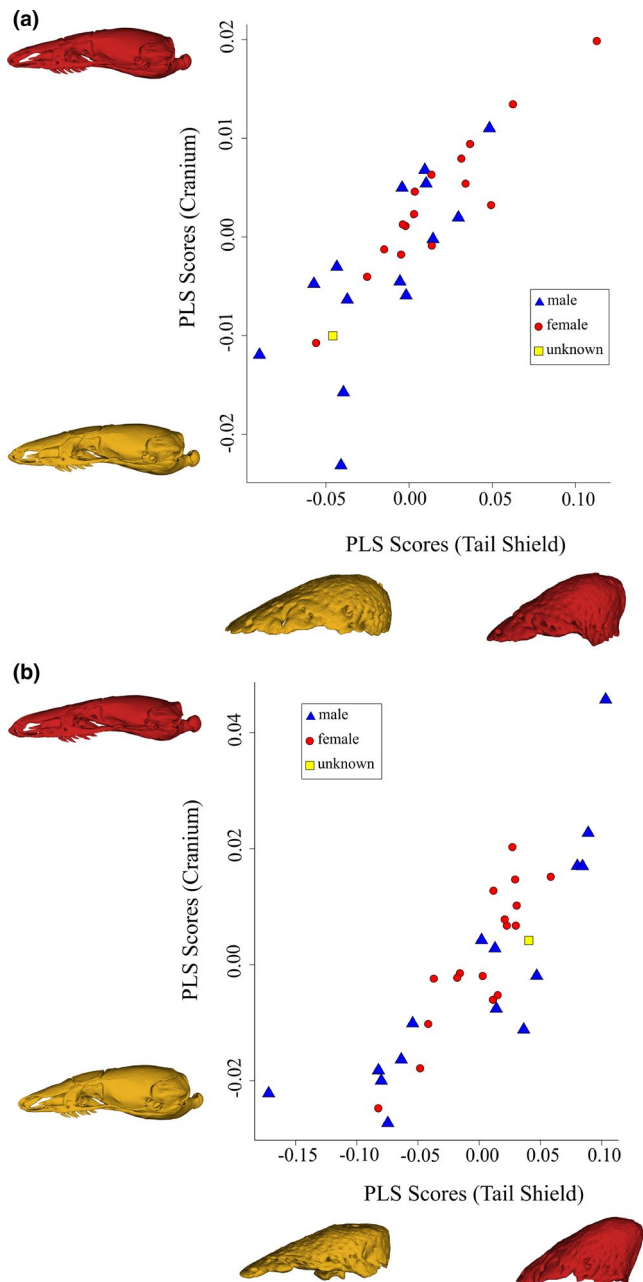 (a)
PLS Scores (Cranium)
0.02
0.01
0.00
-0.01
-0.02
male
female
unknown
-0.05 0.00 0.05 0.10
PLS Scores (Tail Shield)
(b)
PLS Scores (Cranium)
0.04
0.02
0.00
-0.02
male
female
unknown
-0.15 -0.10 -0.05 0.00 0.05 0.10
PLS Scores (Tail Shield)